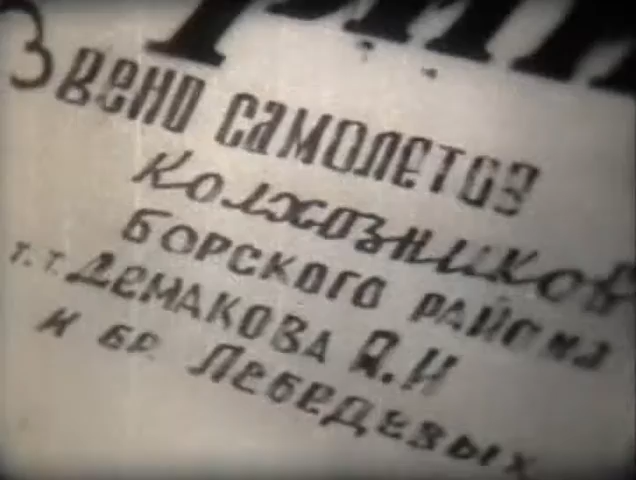 Звено самолетов
Колхозников
Борского района
т.т. Демакова А.И
и бр. Лебедевых